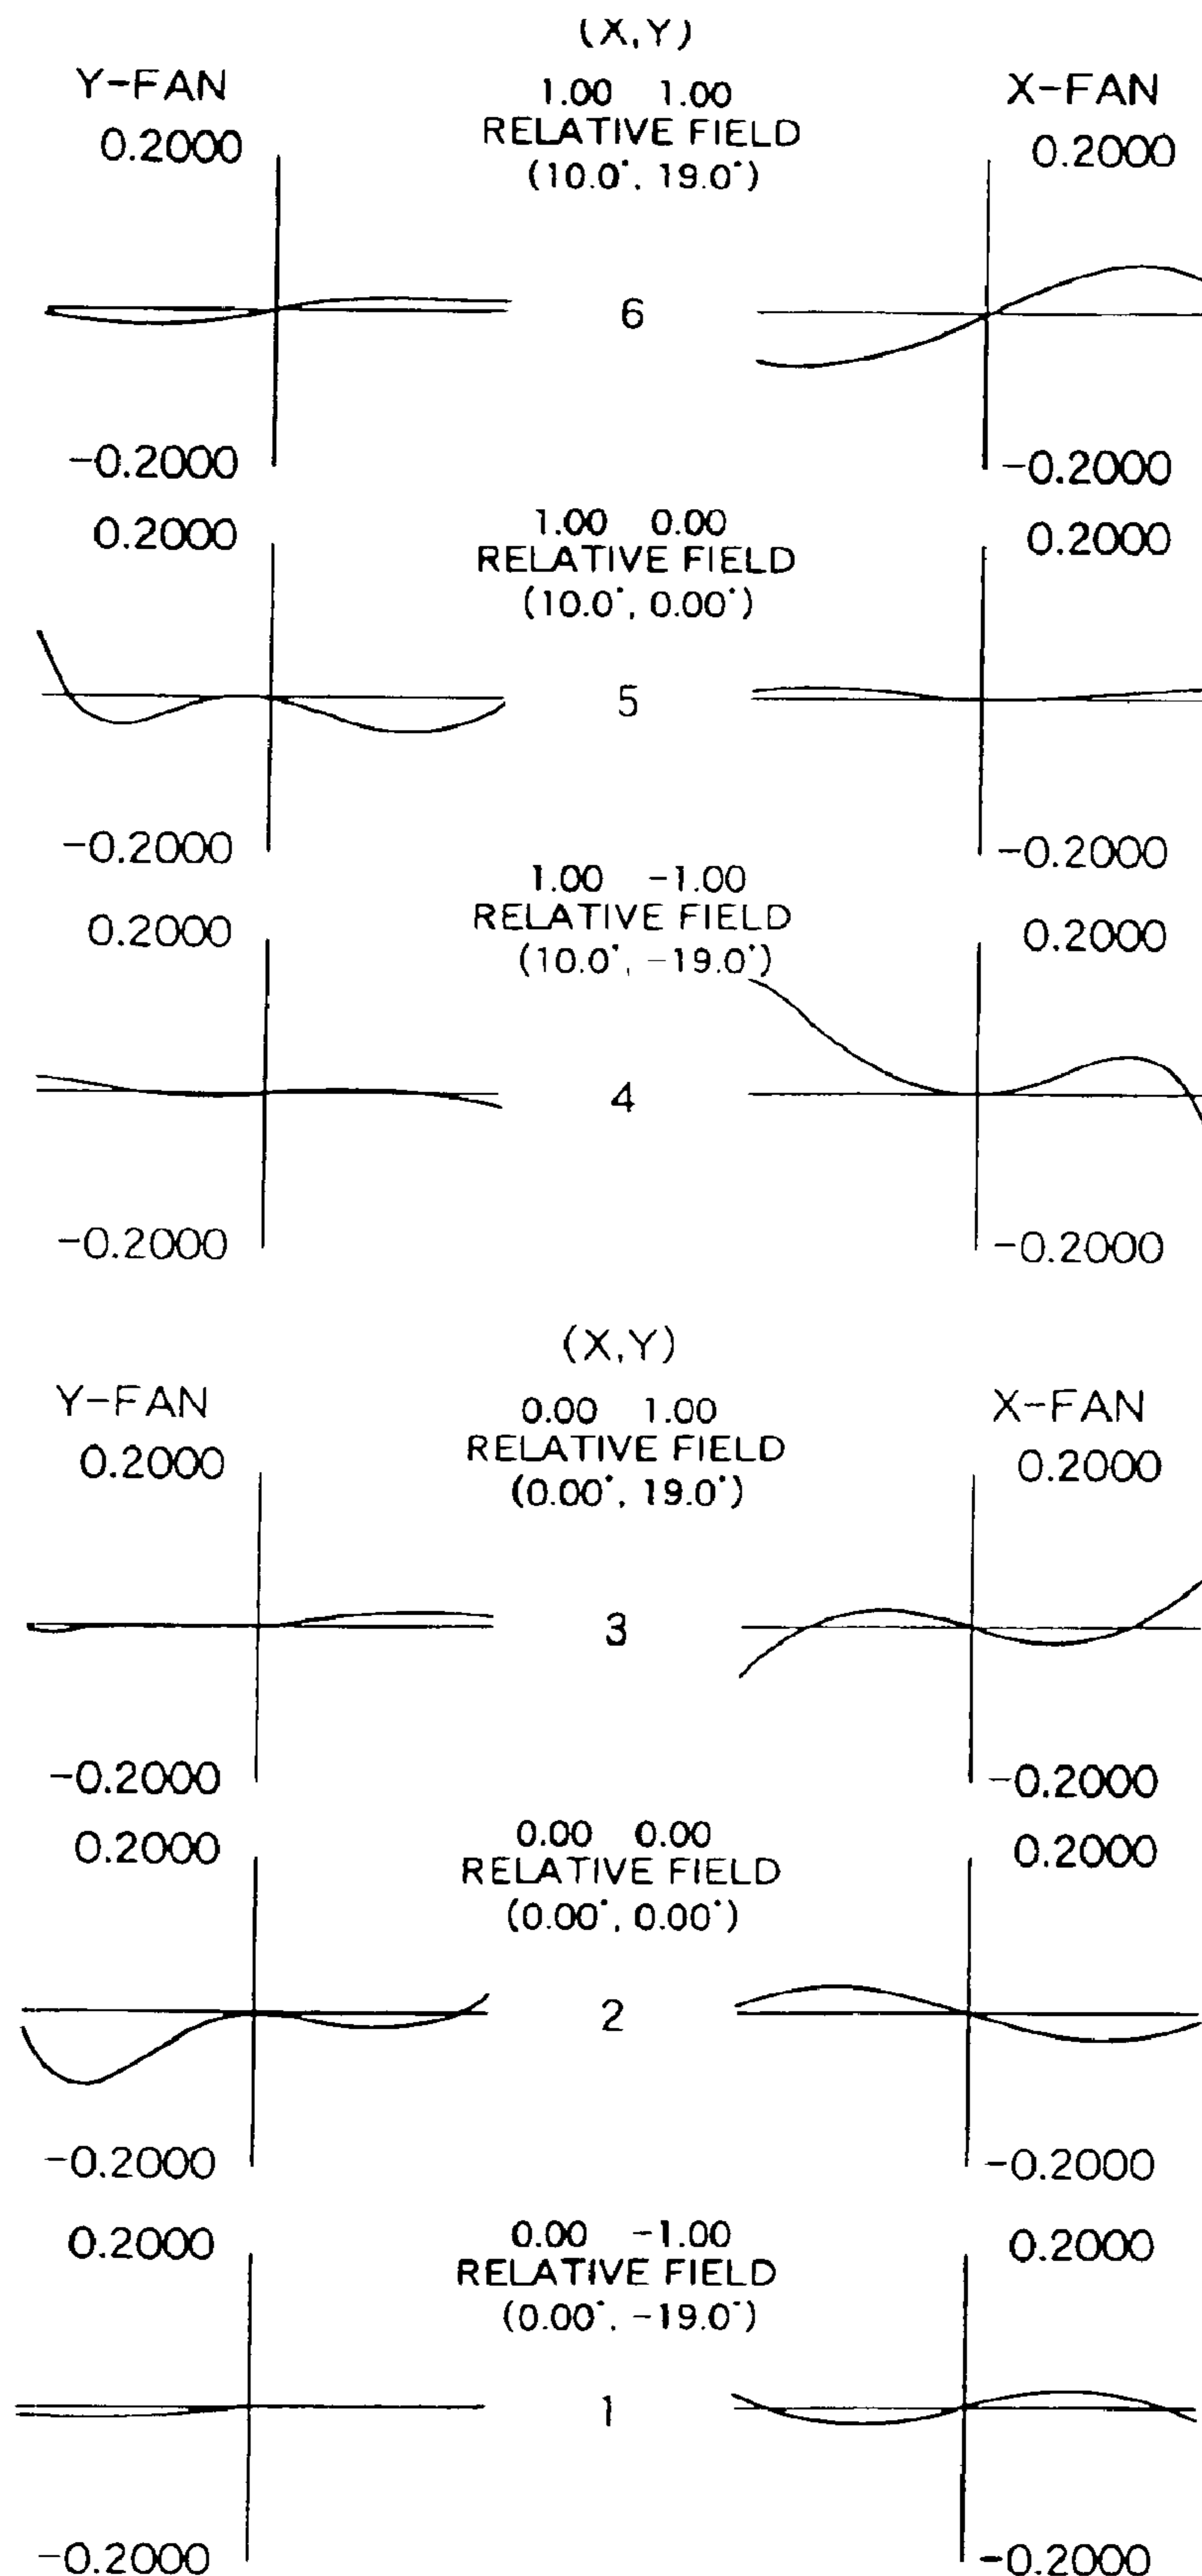 (X,Y)
Y-FAN 1.00 1.00 X-FAN
0.2000 RELATIVE FIELD 0.2000
(10.0°, 19.0°)
6
-0.2000 -0.2000
0.2000 1.00 0.00 0.2000
RELATIVE FIELD
(10.0°, 0.00°)
5
-0.2000 -0.2000
1.00 -1.00
0.2000 RELATIVE FIELD 0.2000
(10.0°, -19.0°)
4
-0.2000 -0.2000
(X,Y)
Y-FAN 0.00 1.00 X-FAN
0.2000 RELATIVE FIELD 0.2000
(0.00°, 19.0°)
3
-0.2000 -0.2000
0.2000 0.00 0.00 0.2000
RELATIVE FIELD
(0.00°, 0.00°)
2
-0.2000 -0.2000
0.2000 0.00 -1.00 0.2000
RELATIVE FIELD
(0.00°, -19.0°)
1
-0.2000 -0.2000